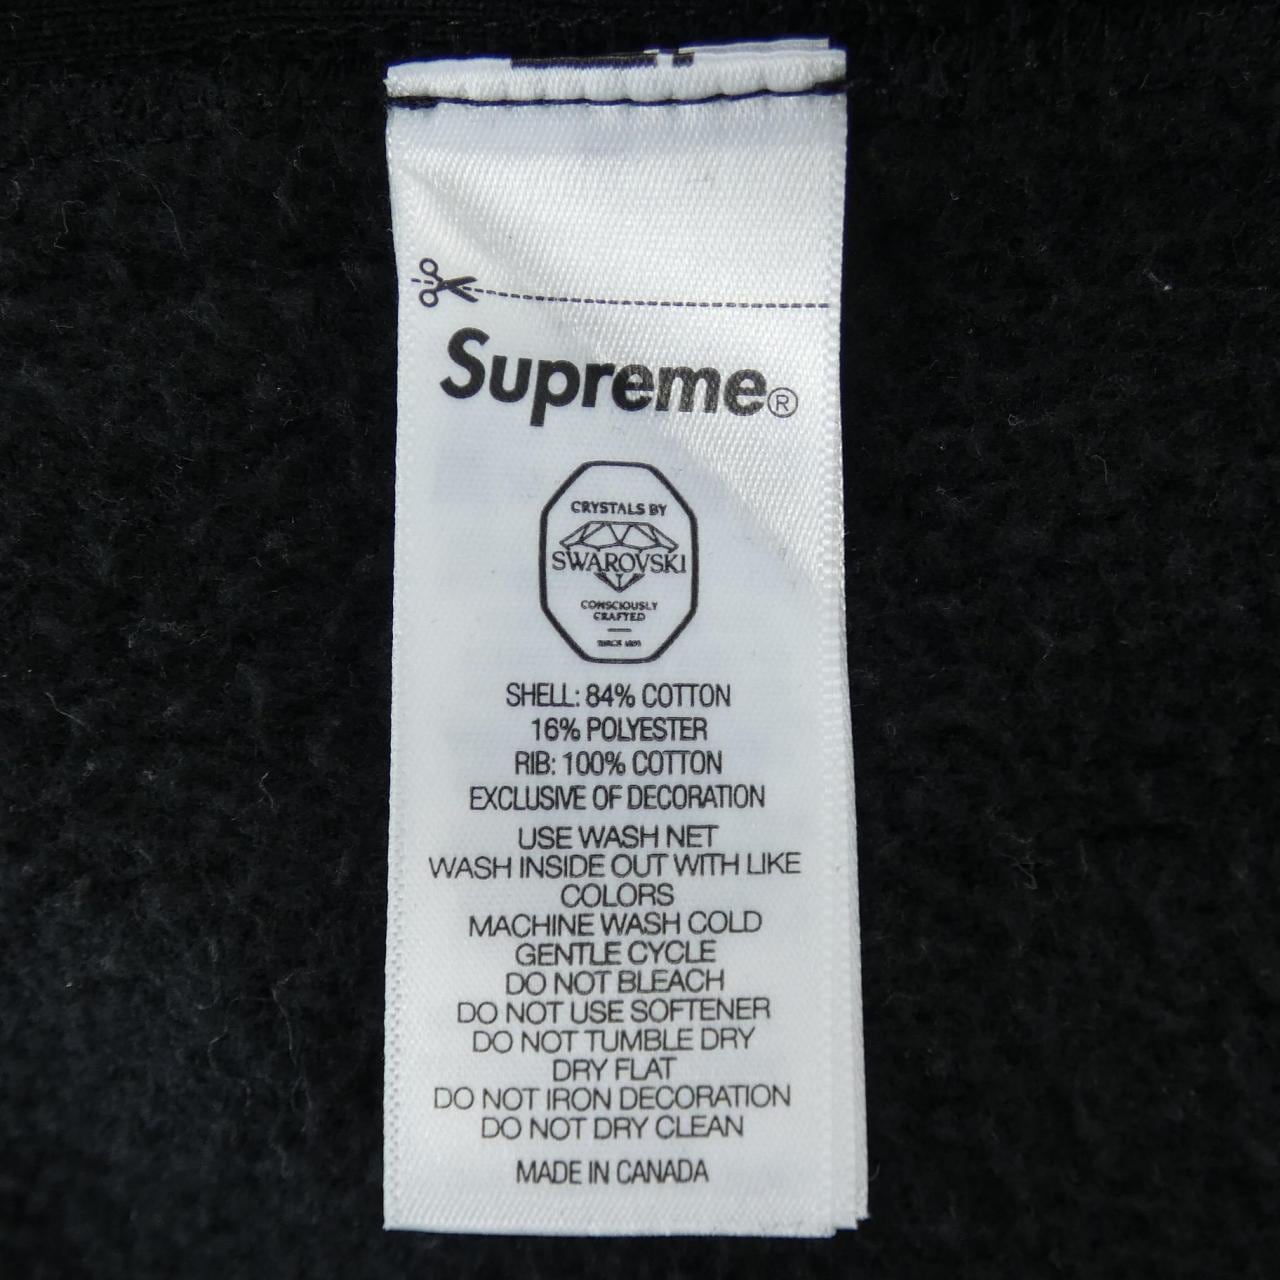 Supreme®
CRYSTALS BY
SWAROVSKI
CONSCIOUSLY
CRAFTED
SHELL: 84% COTTON
16% POLYESTER
RIB: 100% COTTON
EXCLUSIVE OF DECORATION
USE WASH NET
WASH INSIDE OUT WITH LIKE
COLORS
MACHINE WASH COLD
GENTLE CYCLE
DO NOT BLEACH
DO NOT USE SOFTENER
DO NOT TUMBLE DRY
DRY FLAT
DO NOT IRON DECORATION
DO NOT DRY CLEAN
MADE IN CANADA